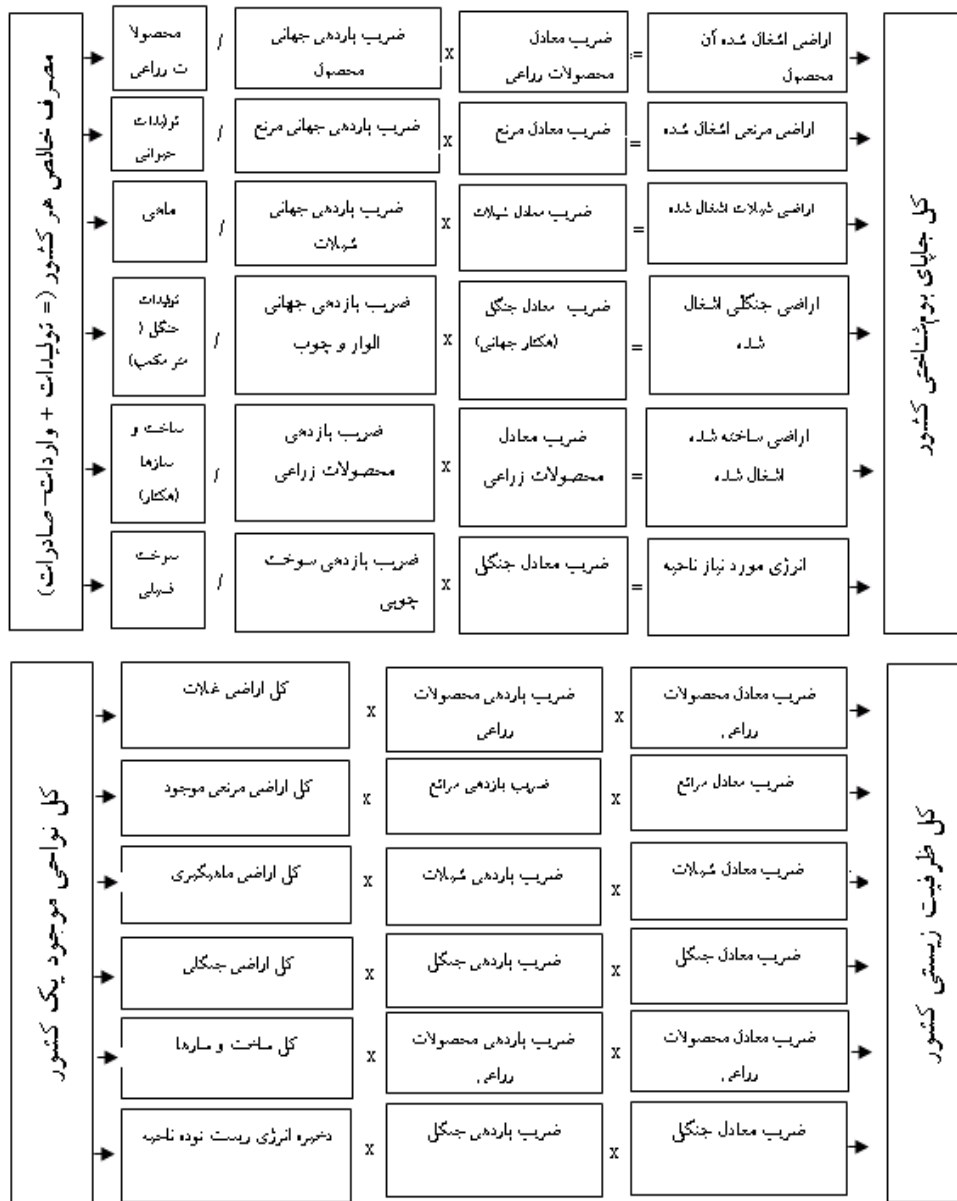 مصرف خالص هر کشور (= تولیدات + واردات- صادرات)
محصولا
ت زراعی
/
ضریب بازدهی جهانی
محصول
x
ضریب معادل
محصولات زراعی
=
اراضی اشغال شده آن
محصول
تولیدات
حیوانی
/
ضریب بازدهی جهانی مرتع
x
ضریب معادل مرتع
=
اراضی مرتعی اشغال شده
ماهی
/
ضریب بازدهی جهانی
شیلات
x
ضریب معادل شیلات
=
اراضی شیلات اشغال شده
تولیدات
جنگل (
متر مکعب)
/
ضریب بازدهی جهانی
الوار و چوب
x
ضریب معادل جنگل
(هکتار جهانی)
=
اراضی جنگلی اشغال
شده
ساخت و
سازها
(هکتار)
/
ضریب بازدهی
محصولات زراعی
x
ضریب معادل
محصولات زراعی
=
اراضی ساخته شده
اشغال شده
سوخت
فسیلی
/
ضریب بازدهی سوخت
چوبی
x
ضریب معادل جنگل
=
انرژی مورد نیاز ناحیه
کل جاپای بوم‌شناختی کشور
کل نواحی موجود یک کشور
کل اراضی غلات
x
ضریب بازدهی محصولات
زراعی
x
ضریب معادل محصولات
زراعی
کل اراضی مرتعی موجود
x
ضریب بازدهی مراتع
x
ضریب معادل مراتع
کل اراضی ماهیگیری
x
ضریب بازدهی شیلات
x
ضریب معادل شیلات
کل اراضی جنگلی
x
ضریب بازدهی جنگل
x
ضریب معادل جنگل
کل ساخت و سازها
x
ضریب بازدهی محصولات
زراعی
x
ضریب معادل محصولات
زراعی
ذخیره انرژی زیست توده ناحیه
x
ضریب بازدهی جنگل
x
ضریب معادل جنگل
کل ظرفیت زیستی کشور